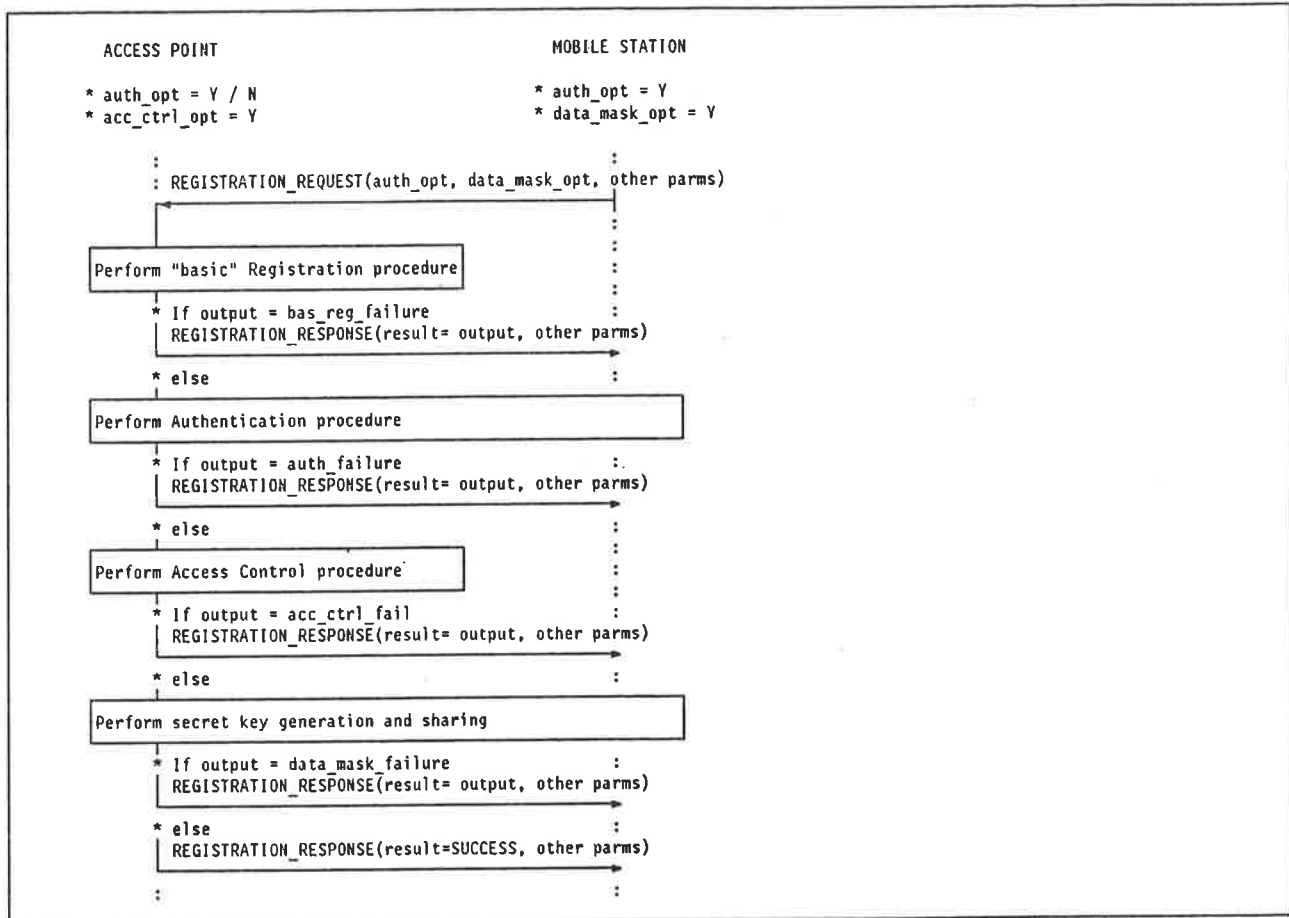 ACCESS POINT MOBILE STATION
* auth_opt = Y / N * auth_opt = Y
* acc_ctrl_opt = Y * data_mask_opt = Y
: :
: REGISTRATION_REQUEST(auth_opt, data_mask_opt, other parms)
Perform "basic" Registration procedure
* If output = bas_reg_failure
REGISTRATION_RESPONSE(result= output, other parms)
* else
Perform Authentication procedure
* If output = auth_failure
REGISTRATION_RESPONSE(result= output, other parms)
* else
Perform Access Control procedure
* If output = acc_ctrl_fail
REGISTRATION_RESPONSE(result= output, other parms)
* else
Perform secret key generation and sharing
* If output = data_mask_failure
REGISTRATION_RESPONSE(result= output, other parms)
* else
REGISTRATION_RESPONSE(result=SUCCESS, other parms)
: :